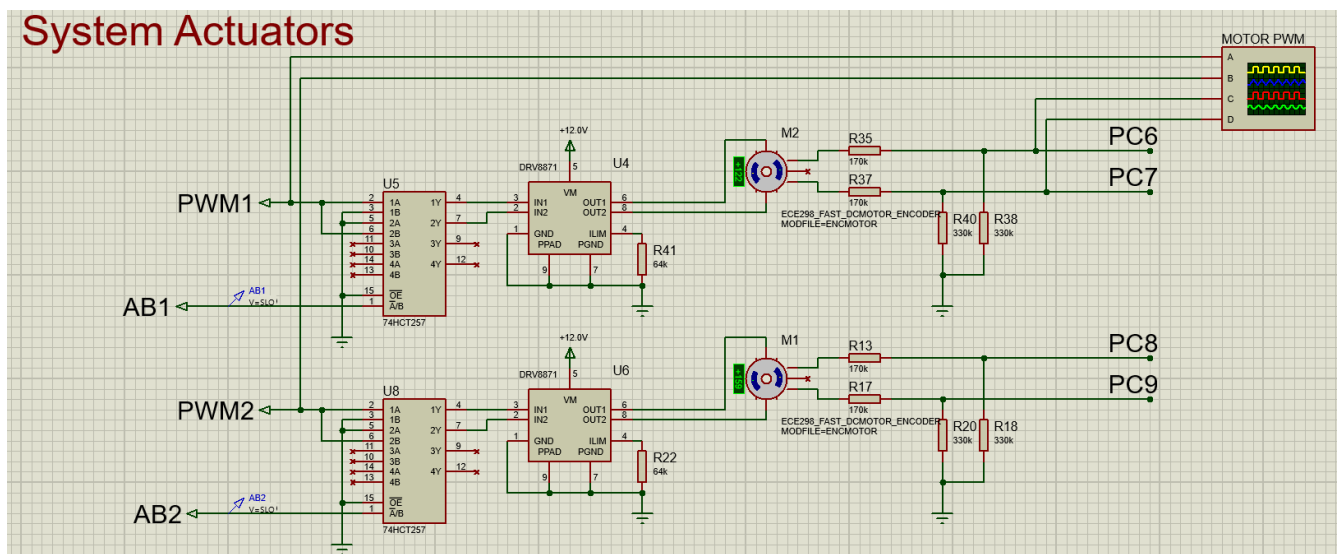 System Actuators
MOTOR PWM
A
B
C
D
+12.0V
M2
R35
170k
PC6
DRV8871
5
U4
VM
U5
R37
170k
PC7
PWM1
2 1A 1Y 4
3 IN1 OUT1 6
3 1B
2 IN2 OUT2 8
5 2A 2Y 7
6 2B
11 3A 3Y 9
10 3B
14 4A 4Y 12
13 4B
1 GND ILIM 4
PPAD PGND
9 7
R41
64k
ECE298_FAST_DCMOTOR_ENCODER
MODFILE=ENCMOTOR
R40
330k
R38
330k
AB1
AB1
15 OE
1 A/B
74HCT257
+12.0V
M1
R13
170k
PC8
DRV8871
5
U6
VM
U8
R17
170k
PC9
PWM2
2 1A 1Y 4
3 IN1 OUT1 6
3 1B
2 IN2 OUT2 8
5 2A 2Y 7
6 2B
11 3A 3Y 9
10 3B
14 4A 4Y 12
13 4B
1 GND ILIM 4
PPAD PGND
9 7
R22
64k
ECE298_FAST_DCMOTOR_ENCODER
MODFILE=ENCMOTOR
R20
330k
R18
330k
AB2
AB2
15 OE
1 A/B
74HCT257